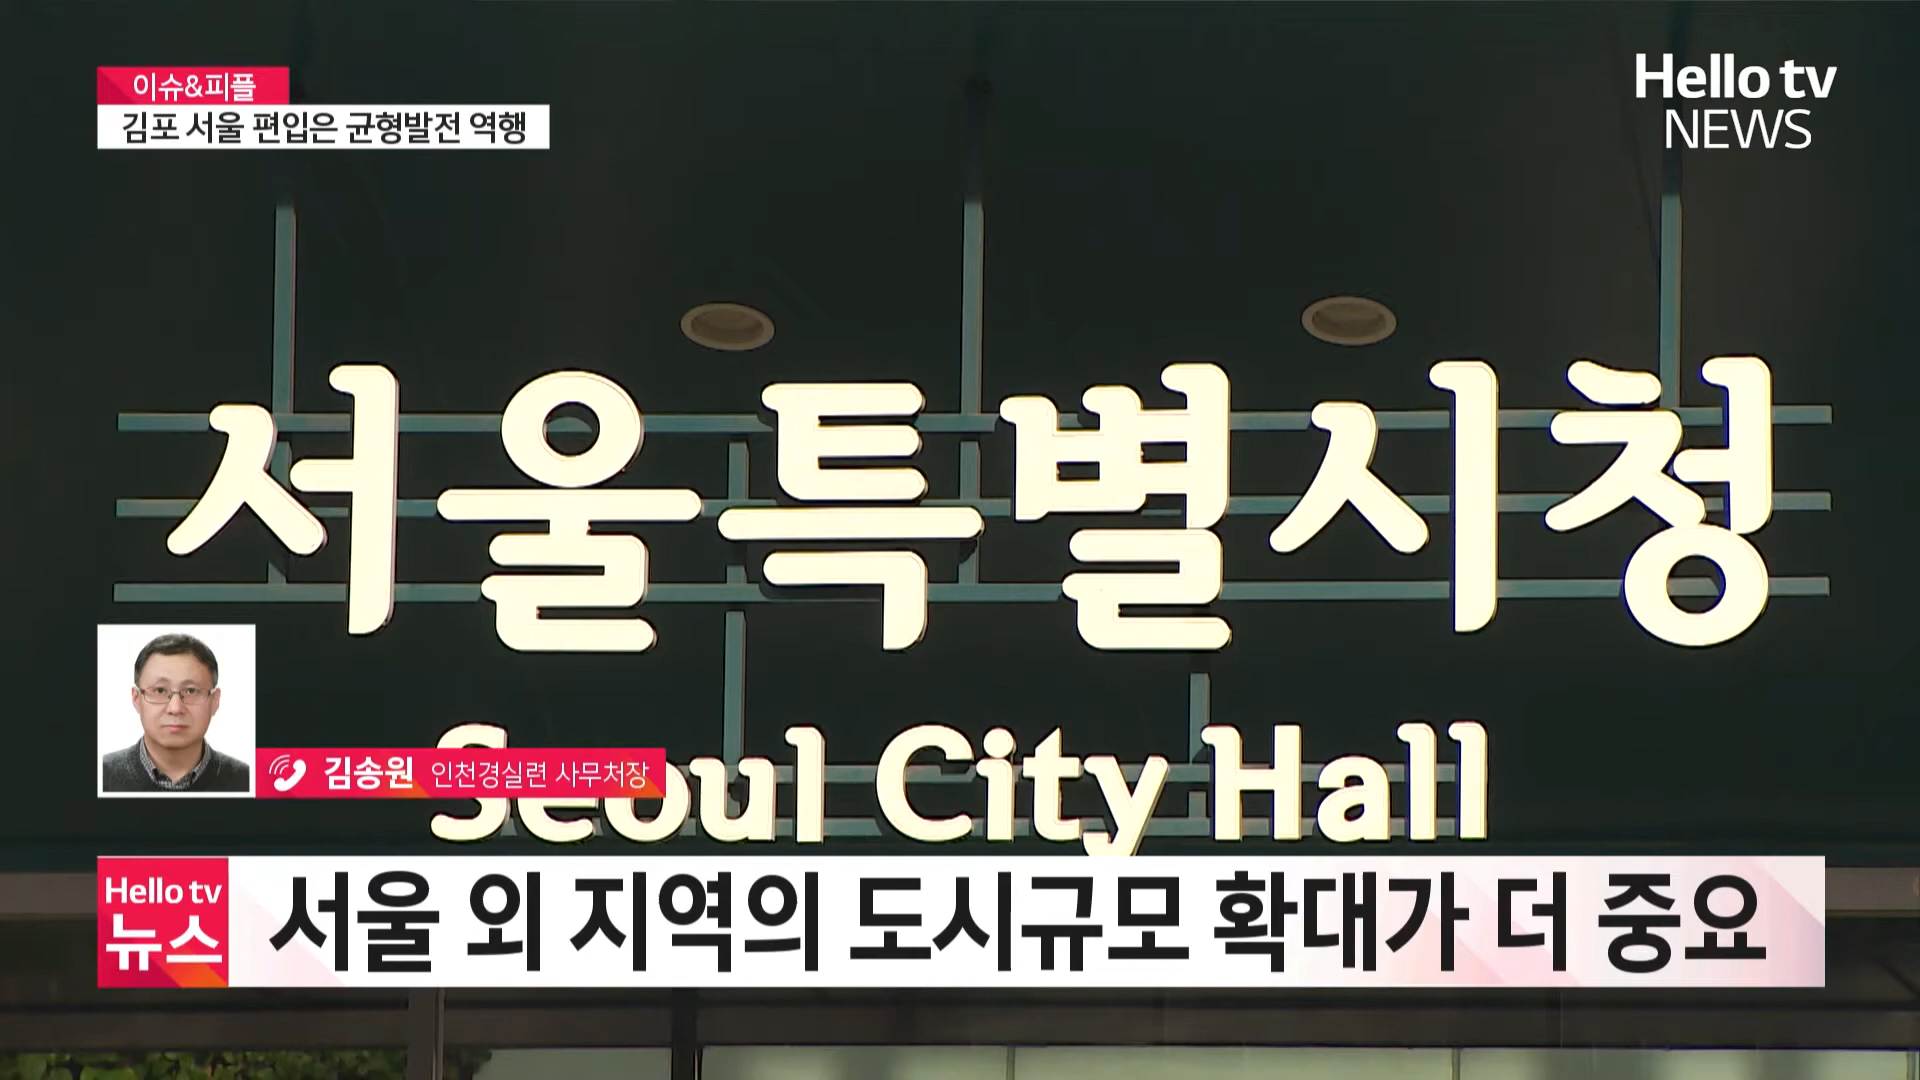 이슈&피플
김포 서울 편입은 균형발전 역행
Hello tv
NEWS
서울특별시청
Seoul City Hall
김송원 인천경실련 사무처장
Hello tv
뉴스
서울 외 지역의 도시규모 확대가 더 중요